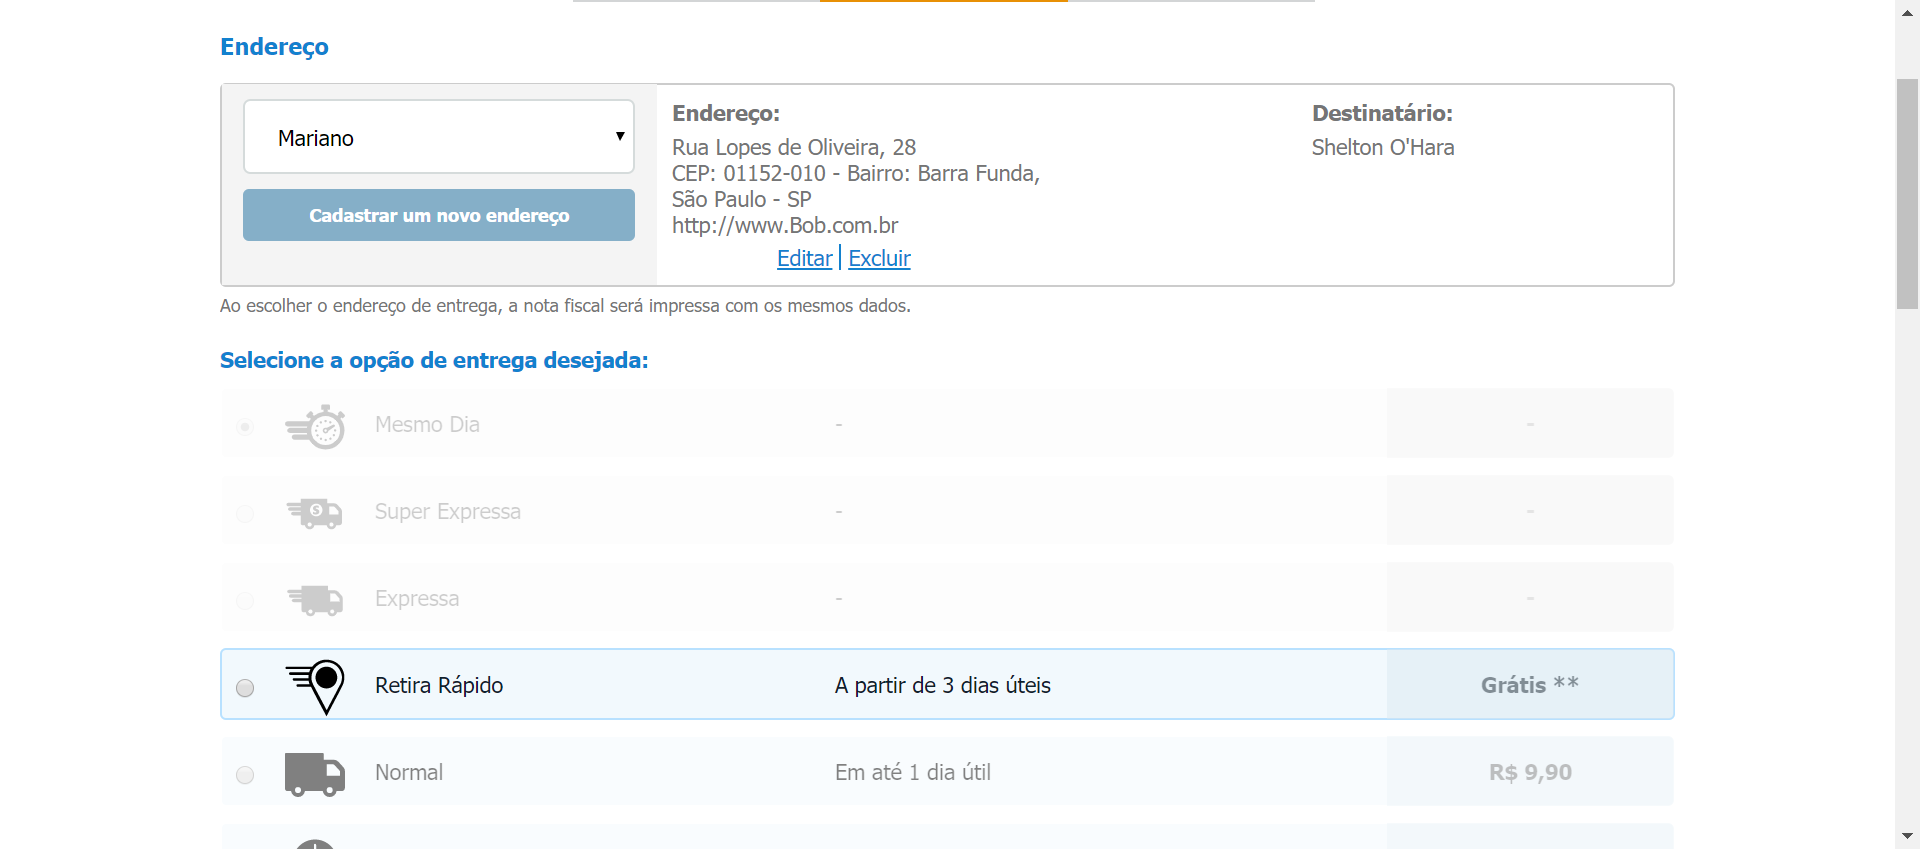 Endereço
Mariano
Cadastrar um novo endereço
Endereço:
Rua Lopes de Oliveira, 28
CEP: 01152-010 - Bairro: Barra Funda,
São Paulo - SP
http://www.Bob.com.br
Editar | Excluir
Destinatário:
Shelton O'Hara
Ao escolher o endereço de entrega, a nota fiscal será impressa com os mesmos dados.
Selecione a opção de entrega desejada:
Mesmo Dia - -
Super Expressa - -
Expressa - -
Retira Rápido A partir de 3 dias úteis Grátis **
Normal Em até 1 dia útil R$ 9,90